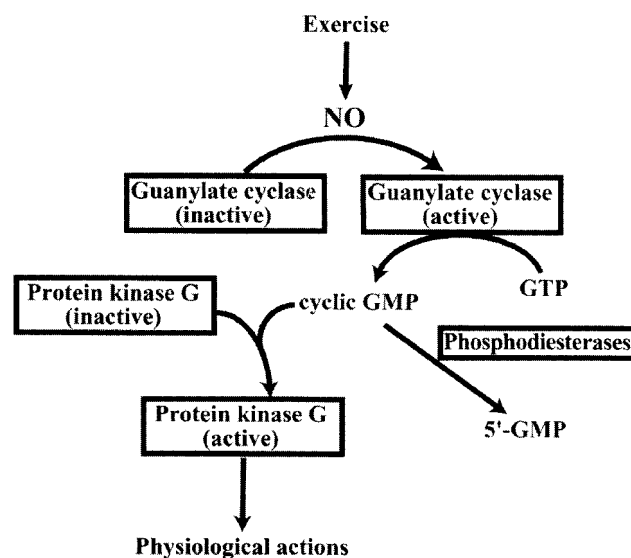 Exercise
NO
Guanylate cyclase
(inactive)
Guanylate cyclase
(active)
GTP
cyclic GMP
Protein kinase G
(inactive)
Phosphodiesterases
5'-GMP
Protein kinase G
(active)
Physiological actions